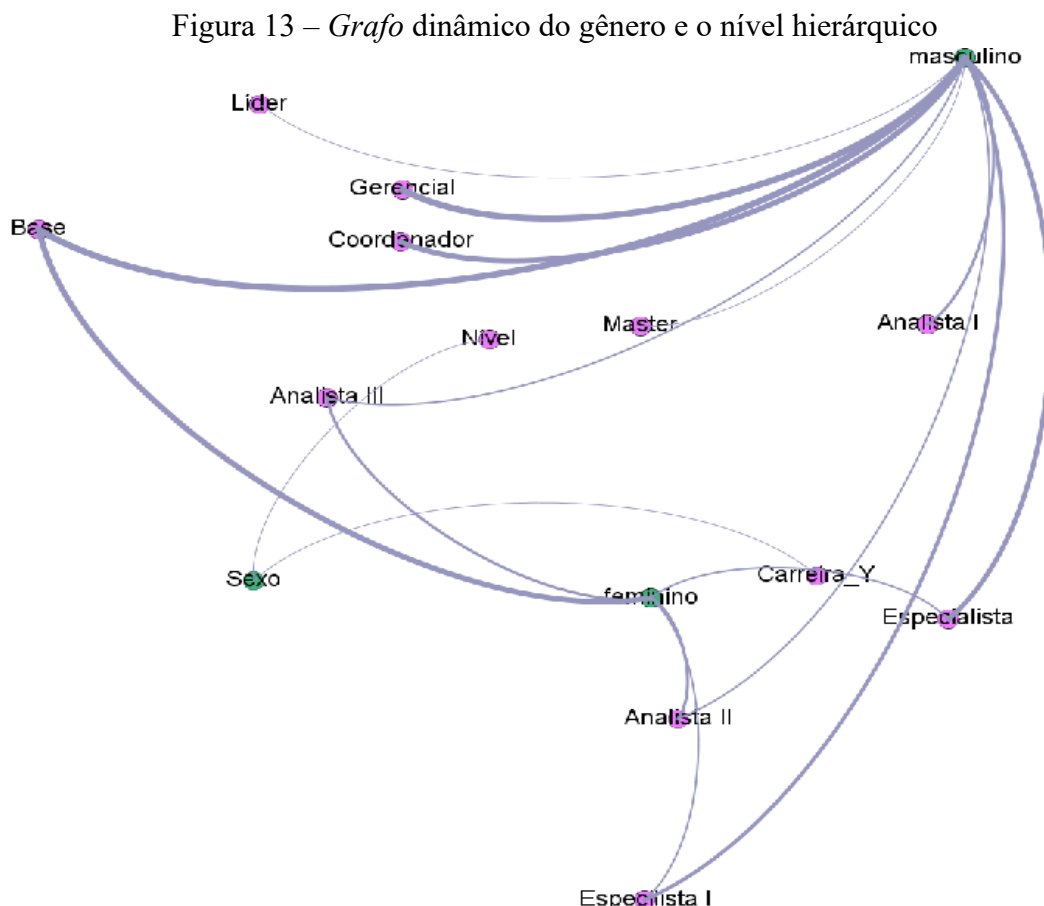 Figura 13 – Grafo dinâmico do gênero e o nível hierárquico
masculino
Líder
Gerencial
Base
Coordenador
Master
Analista I
Nível
Analista III
Sexo
Carreira_Y
feminino
Especialista
Analista II
Especilista I